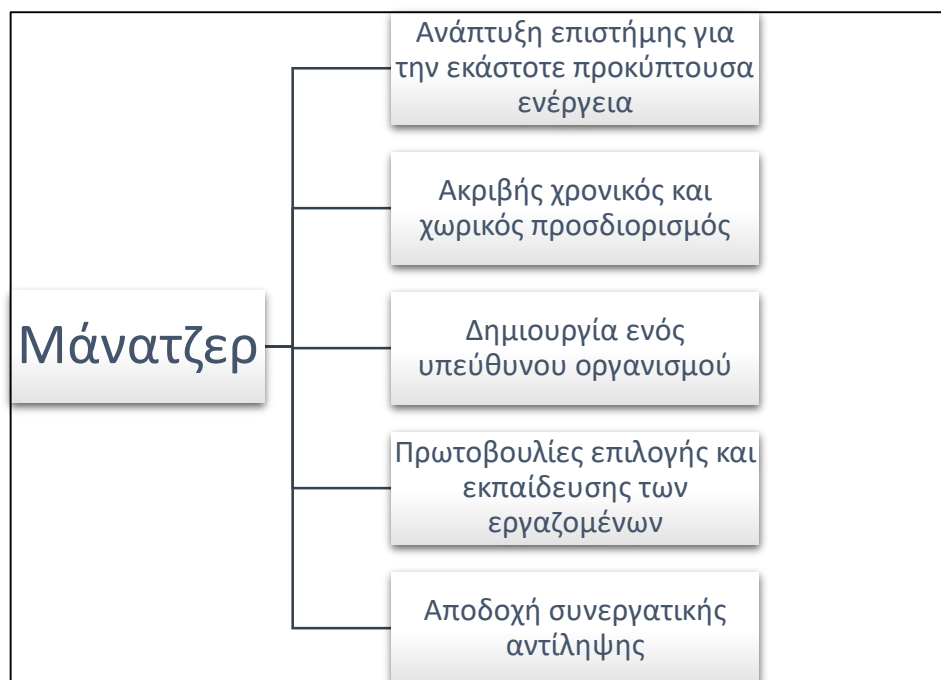 Ανάπτυξη επιστήμης για
την εκάστοτε προκύπτουσα
ενέργεια
Ακριβής χρονικός και
χωρικός προσδιορισμός
Μάνατζερ
Δημιουργία ενός
υπεύθυνου οργανισμού
Πρωτοβουλίες επιλογής και
εκπαίδευσης των
εργαζομένων
Αποδοχή συνεργατικής
αντίληψης